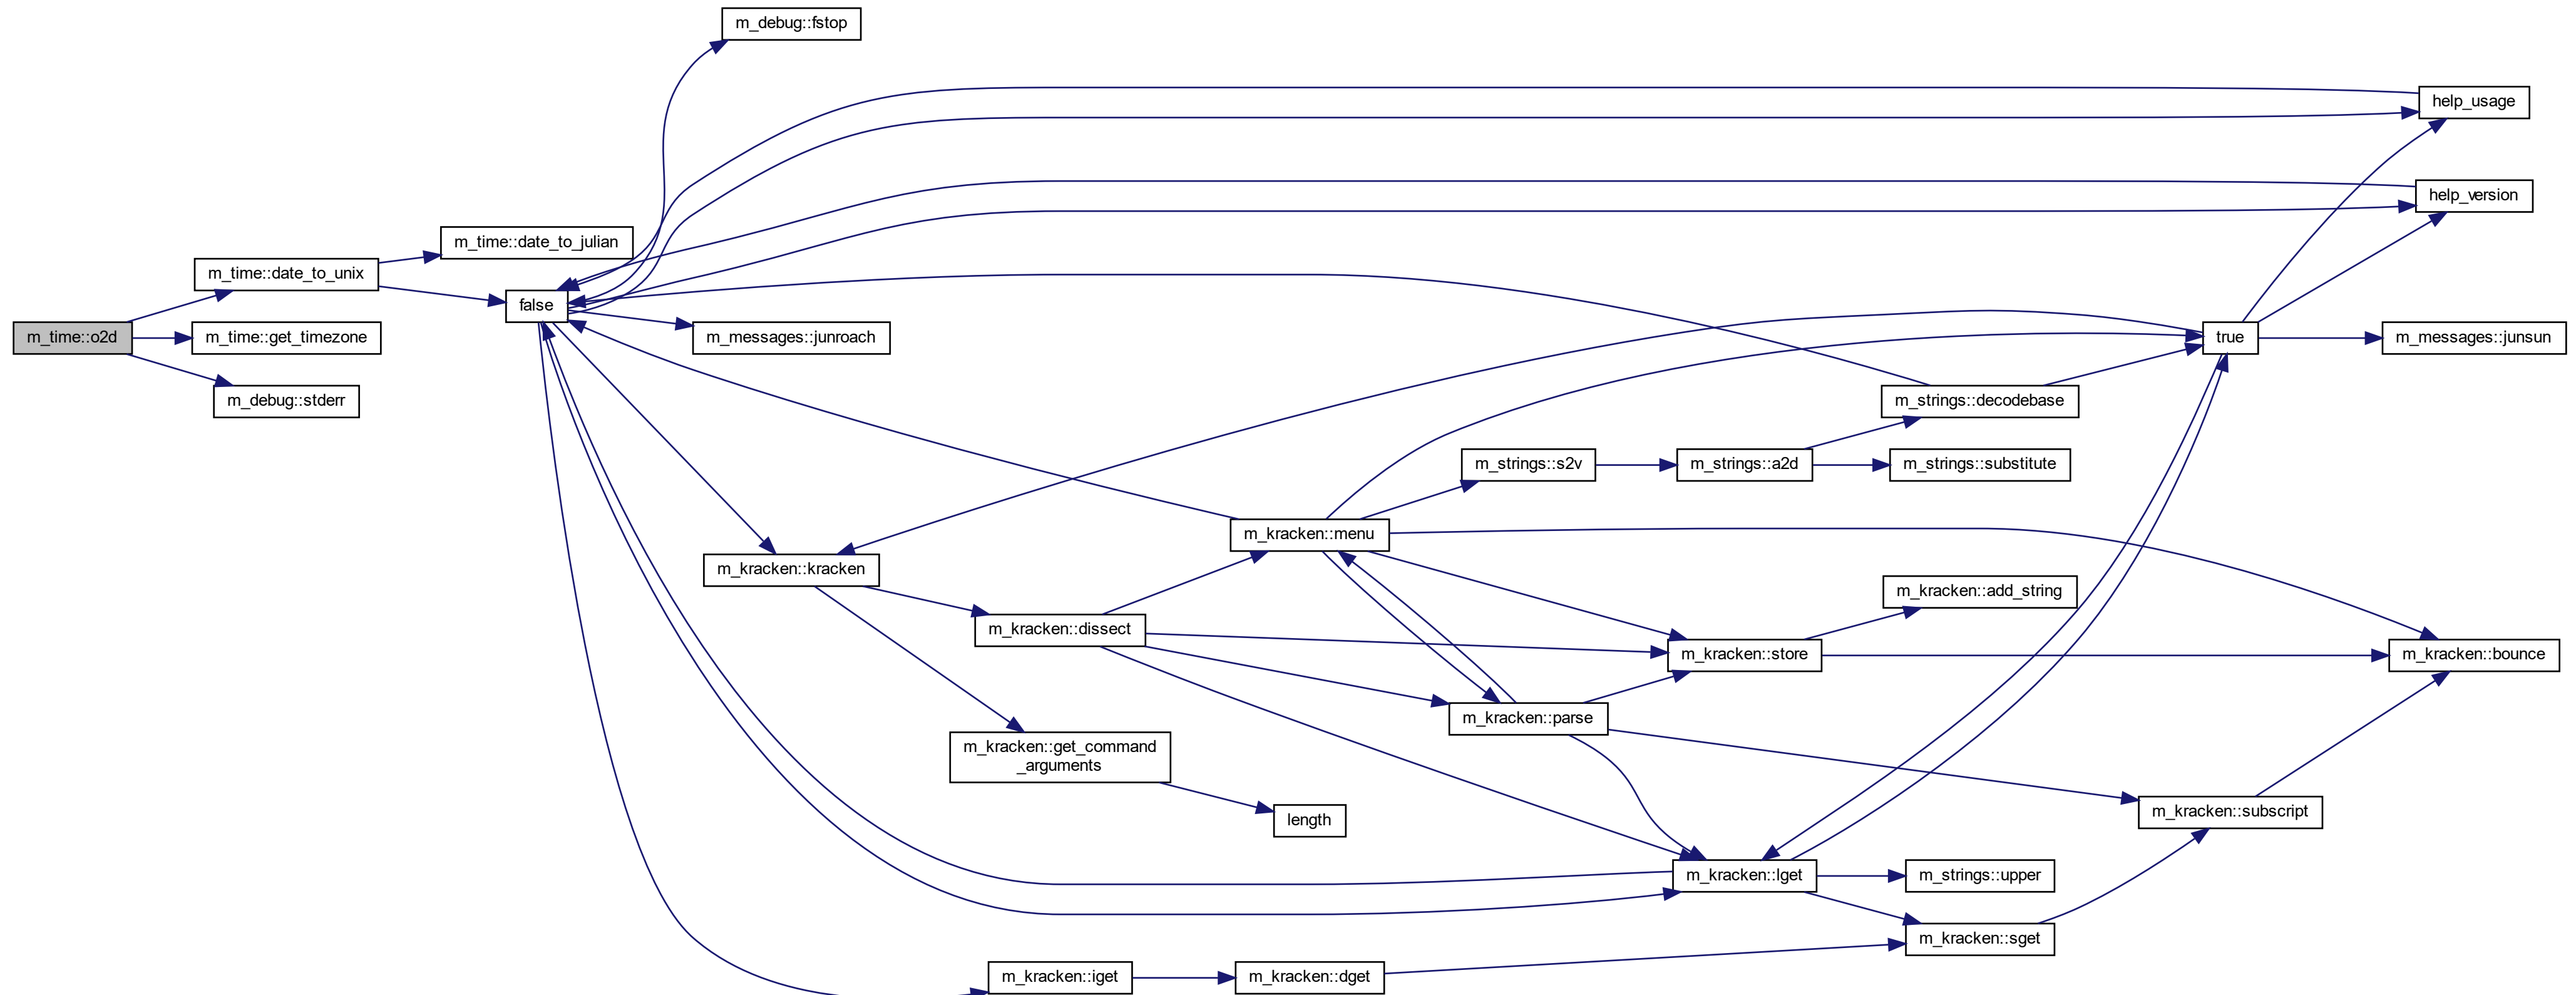 m_debug::fstop
help_usage
help_version
m_time::date_to_julian
m_time::date_to_unix
false
m_time::o2d
m_time::get_timezone
m_messages::junroach
true
m_messages::junsun
m_debug::stderr
m_strings::decodebase
m_strings::s2v
m_strings::a2d
m_strings::substitute
m_kracken::menu
m_kracken::kracken
m_kracken::add_string
m_kracken::dissect
m_kracken::store
m_kracken::bounce
m_kracken::parse
m_kracken::get_command
_arguments
m_kracken::subscript
length
m_kracken::lget
m_strings::upper
m_kracken::sget
m_kracken::iget
m_kracken::dget